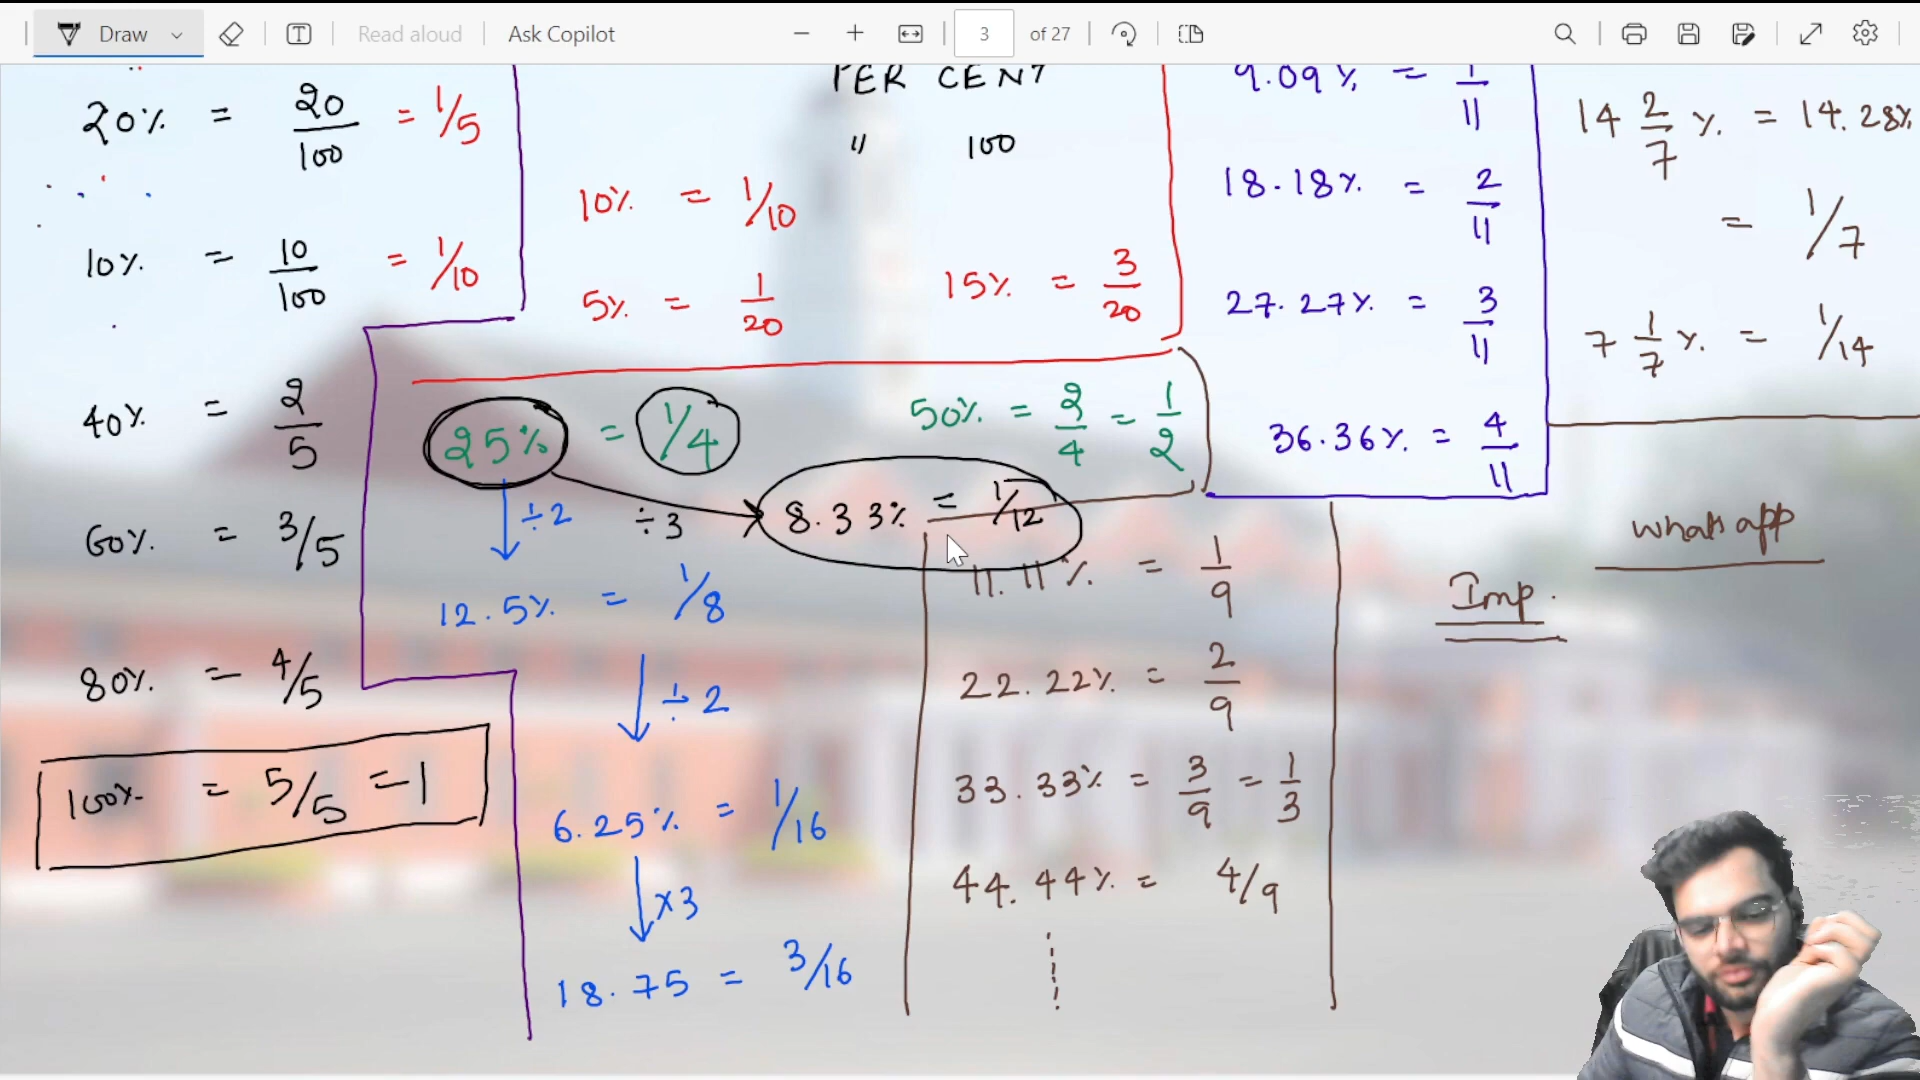 Draw
T
Read aloud
Ask Copilot
3 of 27
PER CENT
" 100
20% = 20/100 = 1/5
10% = 10/100 = 1/10
40% = 2/5
60% = 3/5
80% = 4/5
100% = 5/5 = 1
10% = 1/10
5% = 1/20
15% = 3/20
25% = 1/4
50% = 2/4 = 1/2
÷2
÷3
8.33% = 1/12
12.5% = 1/8
÷2
6.25% = 1/16
×3
18.75 = 3/16
11.11% = 1/9
22.22% = 2/9
33.33% = 3/9 = 1/3
44.44% = 4/9
9.09% = 1/11
18.18% = 2/11
27.27% = 3/11
36.36% = 4/11
14 2/7 % = 14.28%
= 1/7
7 1/7 % = 1/14
whatsapp
Imp.